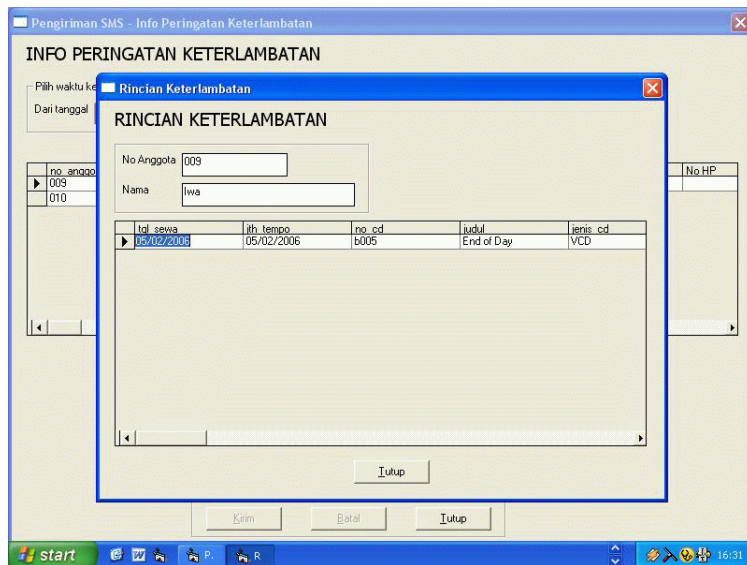 Pengiriman SMS - Info Peringatan Keterlambatan
INFO PERINGATAN KETERLAMBATAN
Pilih waktu ke
Dari tanggal
no_anggo
No HP
009
010
Rincian Keterlambatan
RINCIAN KETERLAMBATAN
No Anggota 009
Nama Iwa
tgl_sewa jth_tempo no_cd judul jenis_cd
05/02/2006 05/02/2006 b005 End of Day VCD
Tutup
Kirim Batal Tutup
start P. R 16:31